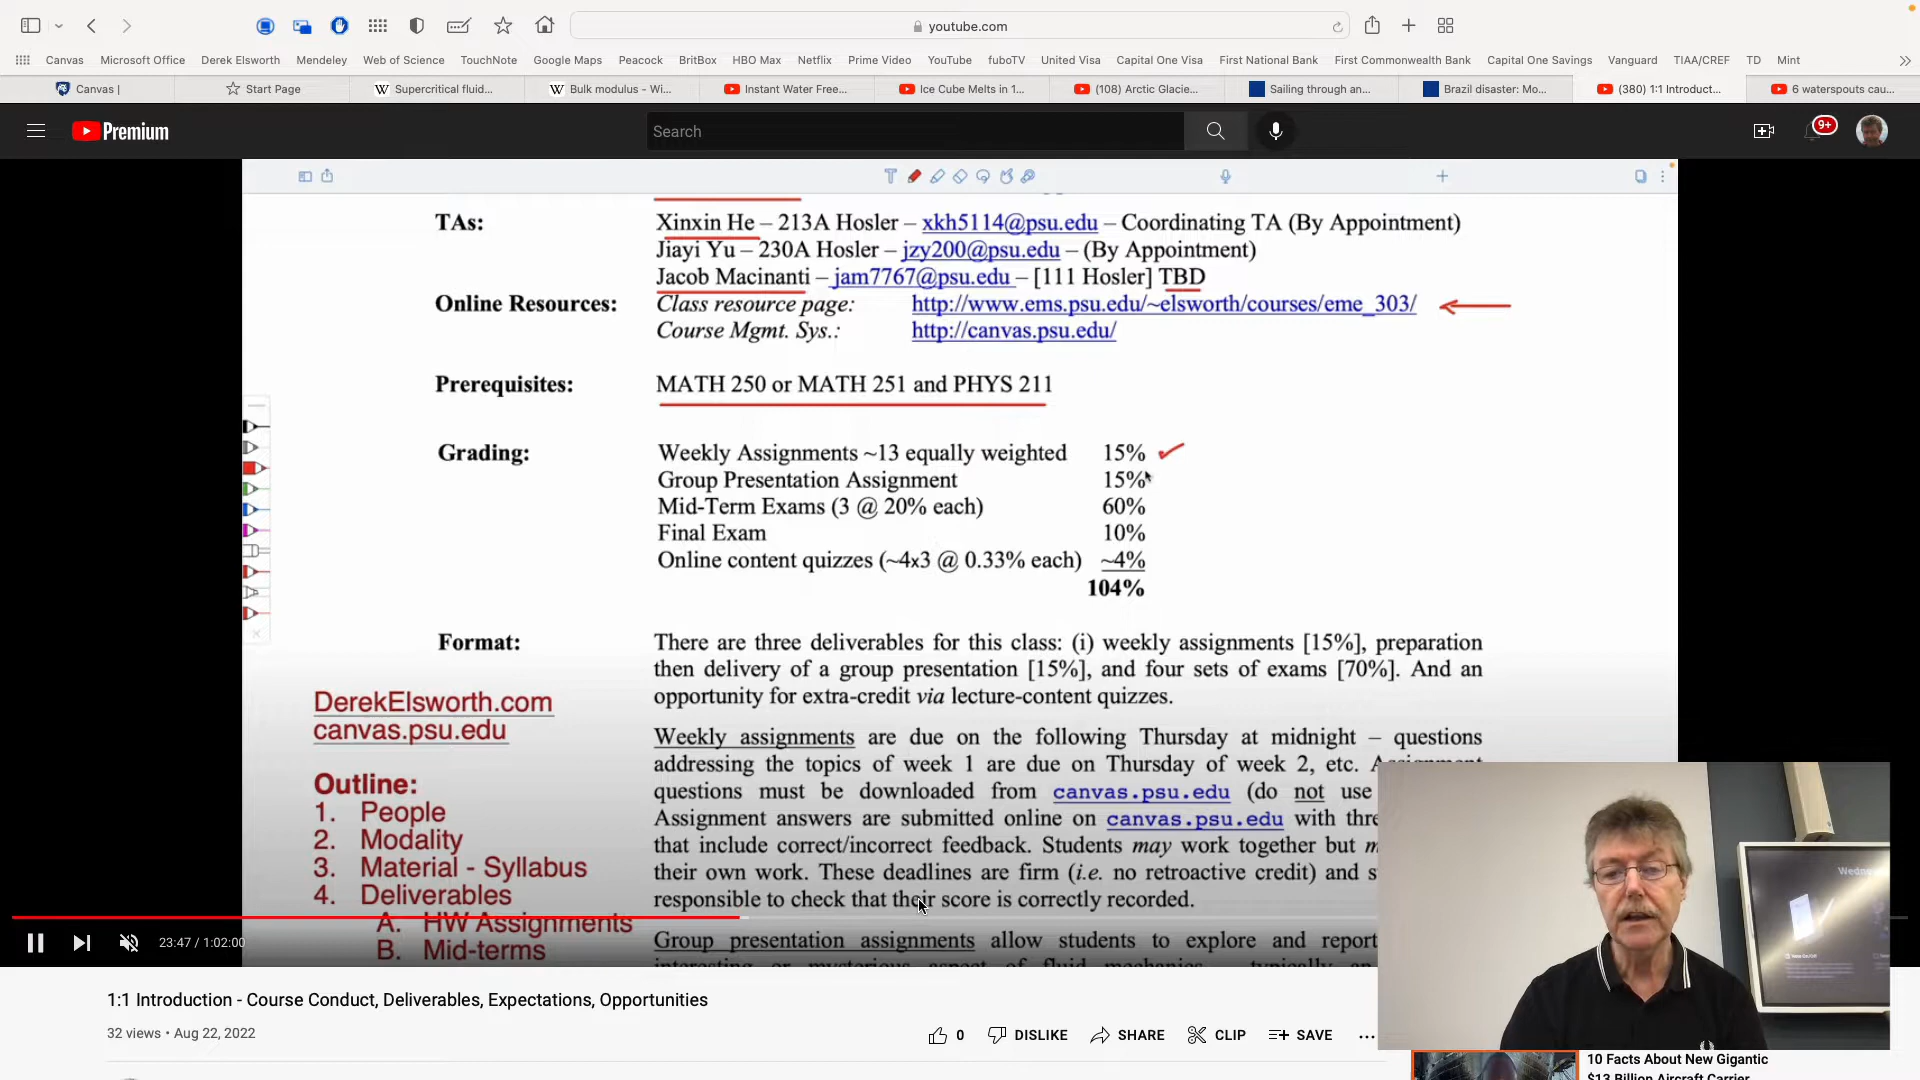 youtube.com
Canvas Microsoft Office Derek Elsworth Mendeley Web of Science TouchNote Google Maps Peacock BritBox HBO Max Netflix Prime Video YouTube fuboTV United Visa Capital One Visa First National Bank First Commonwealth Bank Capital One Savings Vanguard TIAA/CREF TD Mint
Canvas | Start Page Supercritical fluid... Bulk modulus - Wi... Instant Water Free... Ice Cube Melts in 1... (108) Arctic Glacie... Sailing through an... Brazil disaster: Mo... (380) 1:1 Introduct... 6 waterspouts cau...
Premium Search 9+
TAs: Xinxin He – 213A Hosler – xkh5114@psu.edu – Coordinating TA (By Appointment)
Jiayi Yu – 230A Hosler – jzy200@psu.edu – (By Appointment)
Jacob Macinanti – jam7767@psu.edu – [111 Hosler] TBD
Online Resources: Class resource page: http://www.ems.psu.edu/~elsworth/courses/eme_303/
Course Mgmt. Sys.: http://canvas.psu.edu/
Prerequisites: MATH 250 or MATH 251 and PHYS 211
Grading: Weekly Assignments ~13 equally weighted 15%
Group Presentation Assignment 15%
Mid-Term Exams (3 @ 20% each) 60%
Final Exam 10%
Online content quizzes (~4x3 @ 0.33% each) ~4%
104%
Format: There are three deliverables for this class: (i) weekly assignments [15%], preparation
then delivery of a group presentation [15%], and four sets of exams [70%]. And an
opportunity for extra-credit via lecture-content quizzes.
Weekly assignments are due on the following Thursday at midnight – questions
addressing the topics of week 1 are due on Thursday of week 2, etc.
questions must be downloaded from canvas.psu.edu (do not use
Assignment answers are submitted online on canvas.psu.edu with
that include correct/incorrect feedback. Students may work together but
their own work. These deadlines are firm (i.e. no retroactive credit) and
responsible to check that their score is correctly recorded.
Group presentation assignments allow students to explore and report
DerekElsworth.com
canvas.psu.edu
Outline:
1. People
2. Modality
3. Material - Syllabus
4. Deliverables
A. HW Assignments
B. Mid-terms
23:47 / 1:02:00
1:1 Introduction - Course Conduct, Deliverables, Expectations, Opportunities
32 views • Aug 22, 2022
0 DISLIKE SHARE CLIP SAVE ...
10 Facts About New Gigantic
$13 Billion Aircraft Carrier